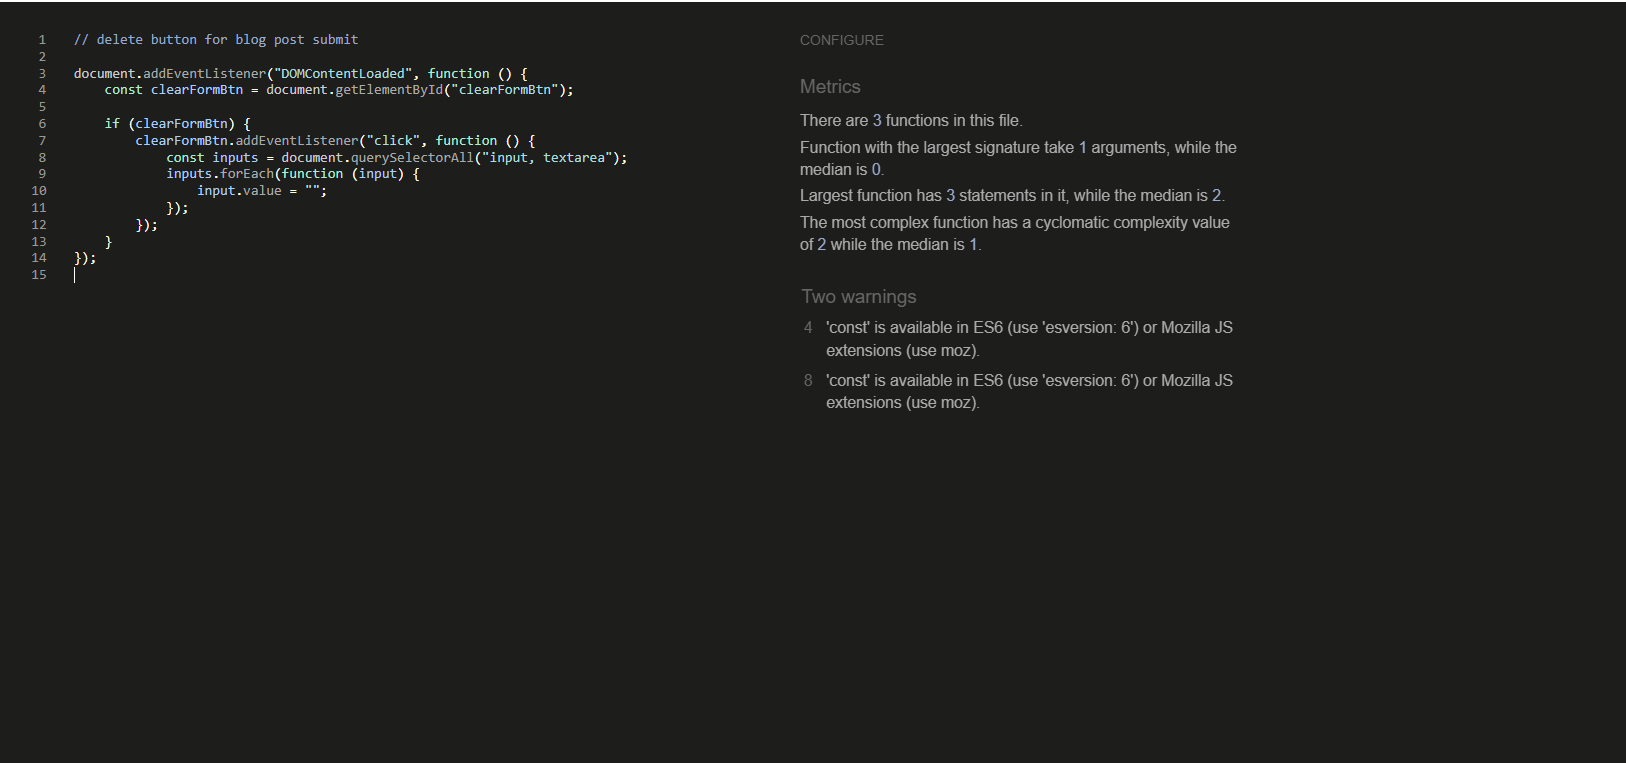 1 // delete button for blog post submit
2
3 document.addEventListener("DOMContentLoaded", function () {
4 const clearFormBtn = document.getElementById("clearFormBtn");
5
6 if (clearFormBtn) {
7 clearFormBtn.addEventListener("click", function () {
8 const inputs = document.querySelectorAll("input, textarea");
9 inputs.forEach(function (input) {
10 input.value = "";
11 });
12 });
13 }
14 });
15
CONFIGURE
Metrics
There are 3 functions in this file.
Function with the largest signature take 1 arguments, while the
median is 0.
Largest function has 3 statements in it, while the median is 2.
The most complex function has a cyclomatic complexity value
of 2 while the median is 1.
Two warnings
4 'const' is available in ES6 (use 'esversion: 6') or Mozilla JS
extensions (use moz).
8 'const' is available in ES6 (use 'esversion: 6') or Mozilla JS
extensions (use moz).